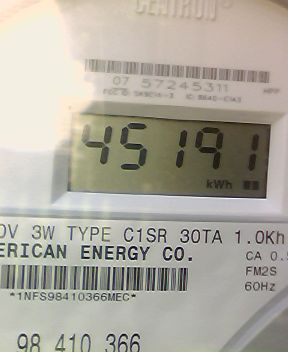 CENTRON
07 57245311
45191
kWh
0V 3W TYPE C1SR 30TA 1.0Kh
ERICAN ENERGY CO. CA 0.5
FM2S
*1NFS98410366MEC* 60Hz
98 410 366